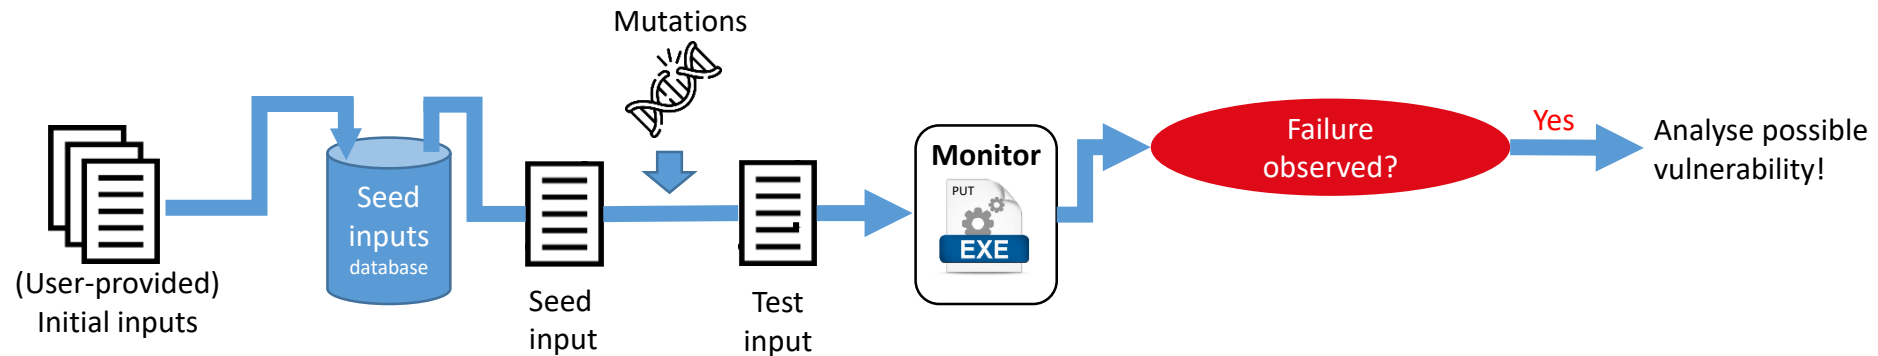 Mutations
(User-provided)
Initial inputs
Seed
inputs
database
Seed
input
Test
input
Monitor
PUT
EXE
Failure
observed?
Yes
Analyse possible
vulnerability!